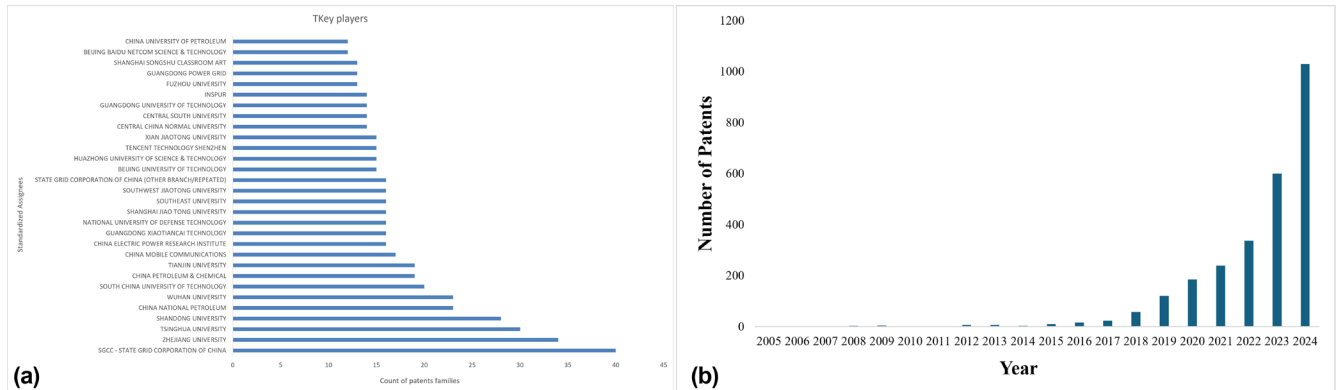 TKey players
CHINA UNIVERSITY OF PETROLEUM
BEIJING BAIDU NETCOM SCIENCE & TECHNOLOGY
SHANGHAI SONGSHU CLASSROOM ART
GUANGDONG POWER GRID
FUZHOU UNIVERSITY
INSPUR
GUANGDONG UNIVERSITY OF TECHNOLOGY
CENTRAL SOUTH UNIVERSITY
CENTRAL CHINA NORMAL UNIVERSITY
XIAN JIAOTONG UNIVERSITY
TENCENT TECHNOLOGY SHENZHEN
HUAZHONG UNIVERSITY OF SCIENCE & TECHNOLOGY
BEIJING UNIVERSITY OF TECHNOLOGY
STATE GRID CORPORATION OF CHINA (OTHER BRANCH/REPEATED)
SOUTHWEST JIAOTONG UNIVERSITY
SOUTHEAST UNIVERSITY
SHANGHAI JIAO TONG UNIVERSITY
NATIONAL UNIVERSITY OF DEFENSE TECHNOLOGY
GUANGDONG XIAOTIANCAI TECHNOLOGY
CHINA ELECTRIC POWER RESEARCH INSTITUTE
CHINA MOBILE COMMUNICATIONS
TIANJIN UNIVERSITY
CHINA PETROLEUM & CHEMICAL
SOUTH CHINA UNIVERSITY OF TECHNOLOGY
WUHAN UNIVERSITY
CHINA NATIONAL PETROLEUM
SHANDONG UNIVERSITY
TSINGHUA UNIVERSITY
ZHEJIANG UNIVERSITY
SGCC - STATE GRID CORPORATION OF CHINA
Standardized Assignees
0 5 10 15 20 25 30 35 40 45
Count of patents families
(a)
1200
1000
800
600
400
200
0
Number of Patents
2005 2006 2007 2008 2009 2010 2011 2012 2013 2014 2015 2016 2017 2018 2019 2020 2021 2022 2023 2024
Year
(b)